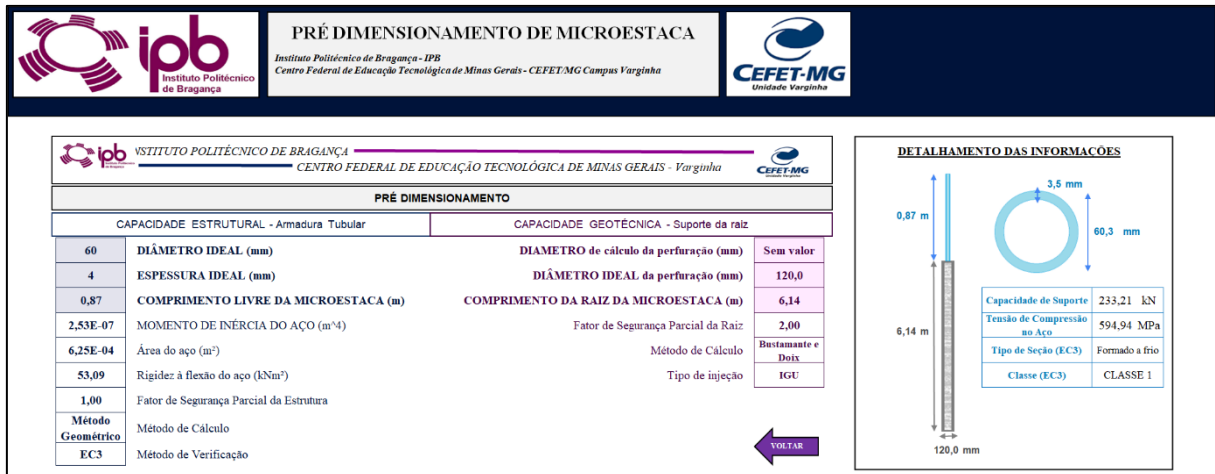 ipb
Instituto Politécnico
de Bragança
PRÉ DIMENSIONAMENTO DE MICROESTACA
Instituto Politécnico de Bragança - IPB
Centro Federal de Educação Tecnológica de Minas Gerais - CEFET/MG Campus Varginha
CEFET-MG
Unidade Varginha
ipb
NSTITUTO POLITÉCNICO DE BRAGANÇA
CENTRO FEDERAL DE EDUCAÇÃO TECNOLÓGICA DE MINAS GERAIS - Varginha
CEFET-MG
PRÉ DIMENSIONAMENTO
CAPACIDADE ESTRUTURAL - Armadura Tubular
CAPACIDADE GEOTÉCNICA - Suporte da raiz
60 DIÂMETRO IDEAL (mm)
DIAMETRO de cálculo da perfuração (mm) Sem valor
4 ESPESSURA IDEAL (mm)
DIÂMETRO IDEAL da perfuração (mm) 120,0
0,87 COMPRIMENTO LIVRE DA MICROESTACA (m)
COMPRIMENTO DA RAIZ DA MICROESTACA (m) 6,14
2,53E-07 MOMENTO DE INÉRCIA DO AÇO (m^4)
Fator de Segurança Parcial da Raiz 2,00
6,25E-04 Área do aço (m²)
Método de Cálculo Bustamante e
Doix
53,09 Rigidez à flexão do aço (kNm²)
Tipo de injeção IGU
1,00 Fator de Segurança Parcial da Estrutura
Método
Geométrico Método de Cálculo
EC3 Método de Verificação
VOLTAR
DETALHAMENTO DAS INFORMAÇÕES
3,5 mm
0,87 m
60,3 mm
6,14 m
Capacidade de Suporte 233,21 kN
Tensão de Compressão
no Aço 594,94 MPa
Tipo de Seção (EC3) Formado a frio
Classe (EC3) CLASSE 1
120,0 mm